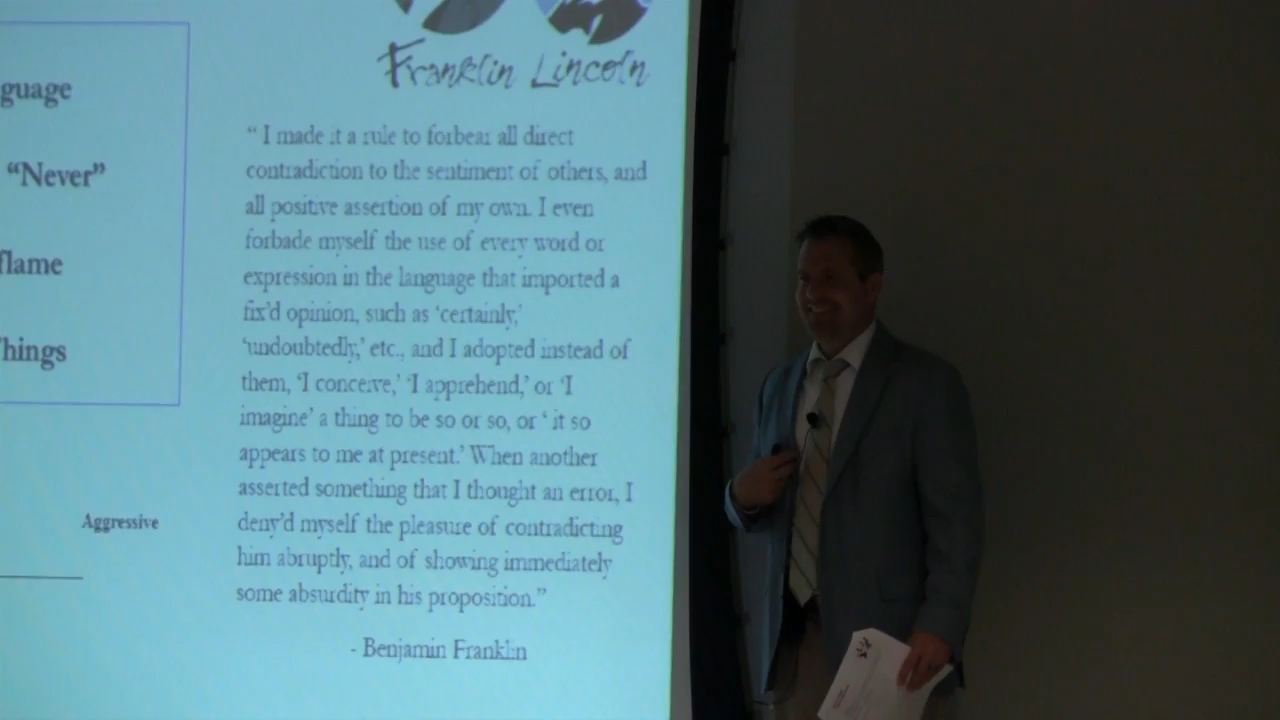 guage
"Never"
flame
hings
Aggressive
Franklin Lincoln
" I made it a rule to forbear all direct
contradiction to the sentiment of others, and
all positive assertion of my own. I even
forbade myself the use of every word or
expression in the language that imported a
fix'd opinion, such as 'certainly,'
'undoubtedly,' etc., and I adopted instead of
them, 'I conceive,' 'I apprehend,' or 'I
imagine' a thing to be so or so, or ' it so
appears to me at present.' When another
asserted something that I thought an error, I
deny'd myself the pleasure of contradicting
him abruptly, and of showing immediately
some absurdity in his proposition."
- Benjamin Franklin